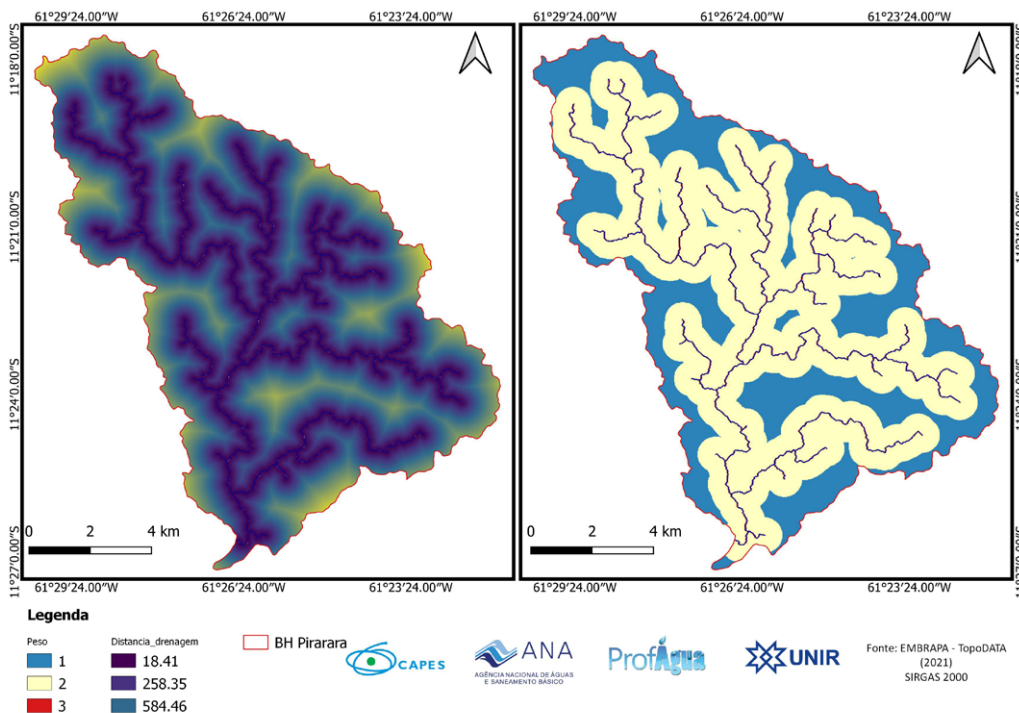 61°29′24.00″W 61°26′24.00″W 61°23′24.00″W 61°29′24.00″W 61°26′24.00″W 61°23′24.00″W
11°18′0.00″S
11°21′0.00″S
11°24′0.00″S
11°27′0.00″S
0 2 4 km
0 2 4 km
61°29′24.00″W 61°26′24.00″W 61°23′24.00″W 61°29′24.00″W 61°26′24.00″W 61°23′24.00″W
Legenda
Peso
1
2
3
Distancia_drenagem
18.41
258.35
584.46
BH Pirarara
CAPES
ANA
AGÊNCIA NACIONAL DE ÁGUAS
E SANEAMENTO BÁSICO
ProfÁgua
UNIR
Fonte: EMBRAPA - TopoDATA
(2021)
SIRGAS 2000